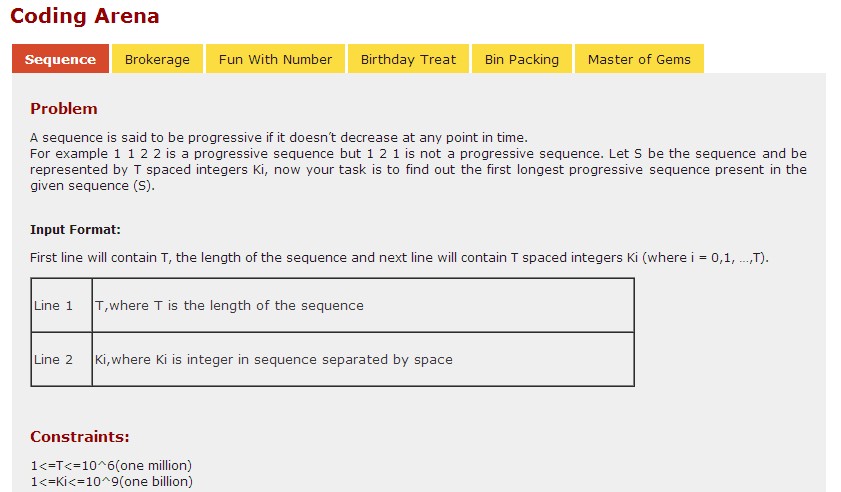 Coding Arena
Sequence Brokerage Fun With Number Birthday Treat Bin Packing Master of Gems
Problem
A sequence is said to be progressive if it doesn’t decrease at any point in time.
For example 1 1 2 2 is a progressive sequence but 1 2 1 is not a progressive sequence. Let S be the sequence and be
represented by T spaced integers Ki, now your task is to find out the first longest progressive sequence present in the
given sequence (S).
Input Format:
First line will contain T, the length of the sequence and next line will contain T spaced integers Ki (where i = 0,1, …,T).
Line 1 T,where T is the length of the sequence
Line 2 Ki,where Ki is integer in sequence separated by space
Constraints:
1<=T<=10^6(one million)
1<=Ki<=10^9(one billion)